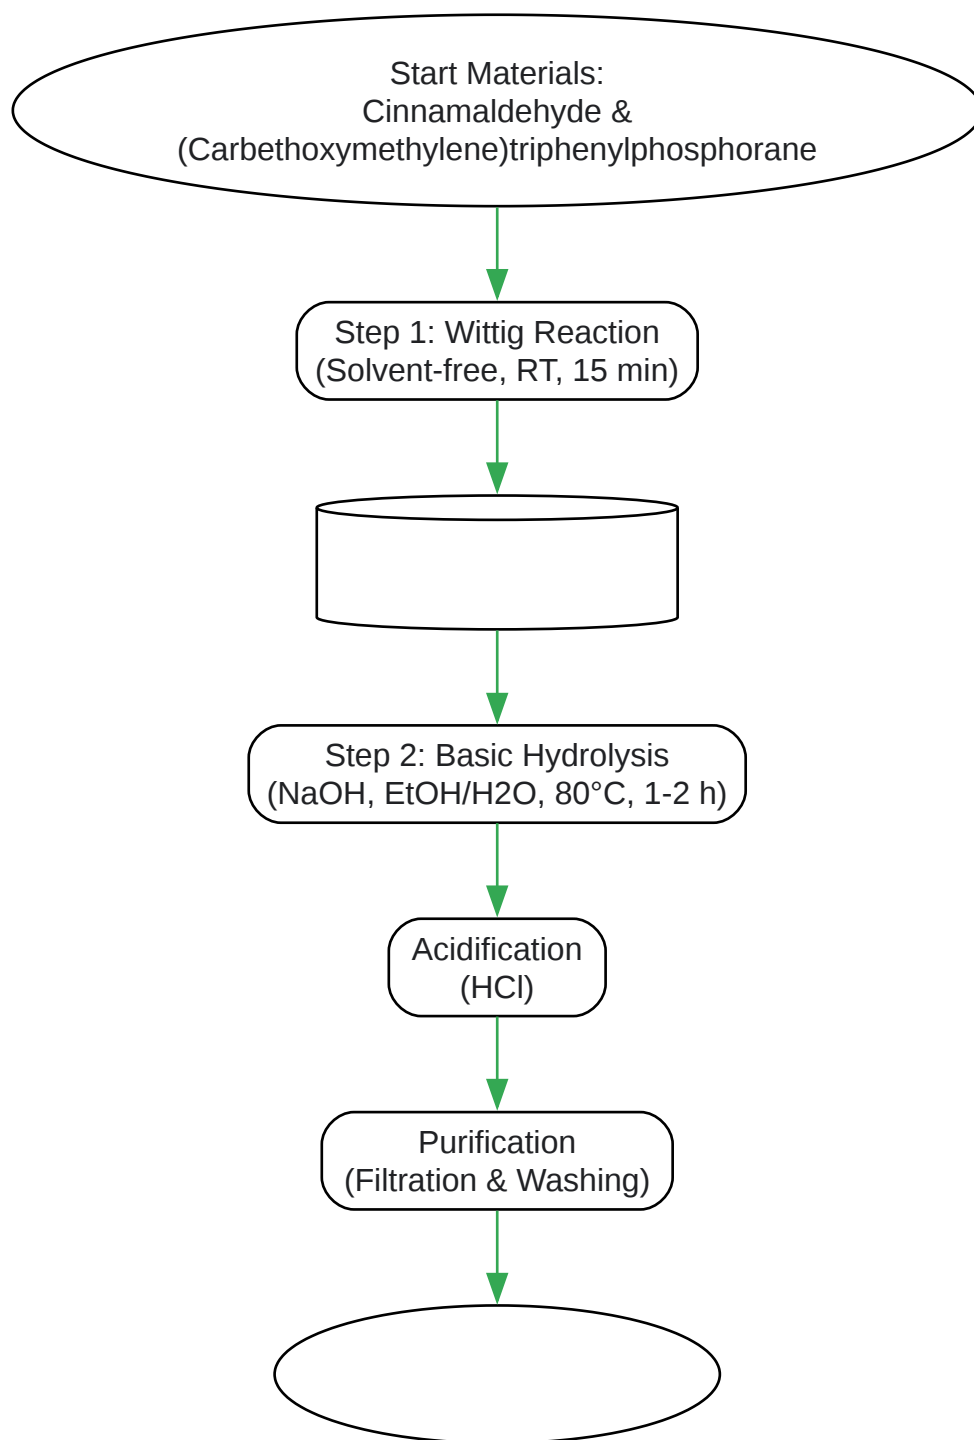 Start Materials:
Cinnamaldehyde &
(Carbethoxymethylene)triphenylphosphorane
Step 1: Wittig Reaction
(Solvent-free, RT, 15 min)
Step 2: Basic Hydrolysis
(NaOH, EtOH/H2O, 80°C, 1-2 h)
Acidification
(HCl)
Purification
(Filtration & Washing)